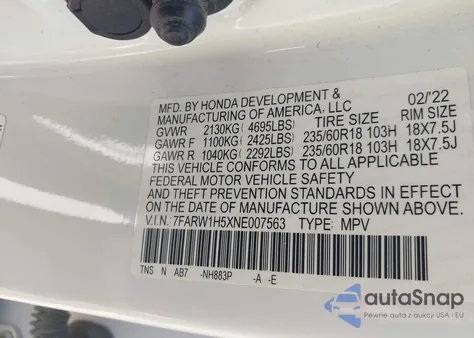 MFD. BY HONDA DEVELOPMENT & 02/'22
MANUFACTURING OF AMERICA, LLC
TIRE SIZE RIM SIZE
GVWR 2130KG( 4695LBS)
GAWR F 1100KG( 2425LBS) 235/60R18 103H 18X7.5J
GAWR R 1040KG( 2292LBS) 235/60R18 103H 18X7.5J
THIS VEHICLE CONFORMS TO ALL APPLICABLE
FEDERAL MOTOR VEHICLE SAFETY
AND THEFT PREVENTION STANDARDS IN EFFECT
ON THE DATE OF MANUFACTURE SHOWN ABOVE.
V.I.N.: 7FARW1H5XNE007563 TYPE: MPV
TNS N AB7 -NH883P -A -E
autoSnap
Pewne auta z aukcji USA i EU